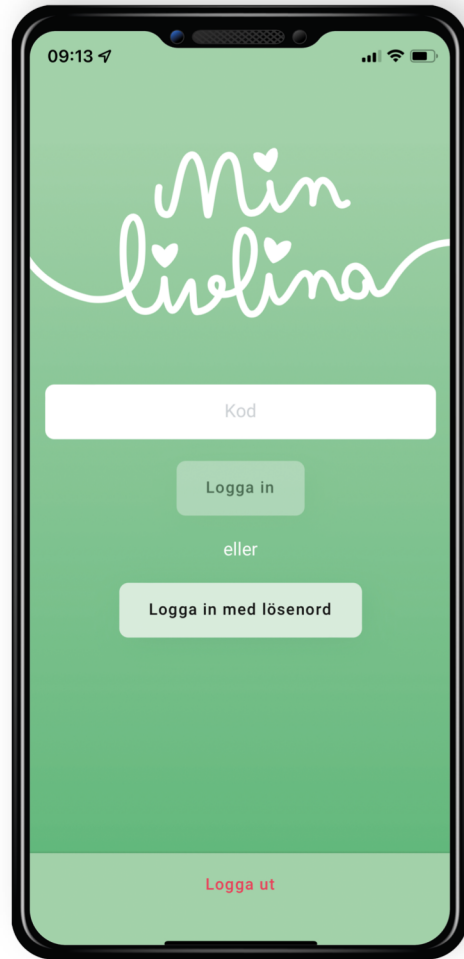 09:13
Min
livlina
Kod
Logga in
eller
Logga in med lösenord
Logga ut